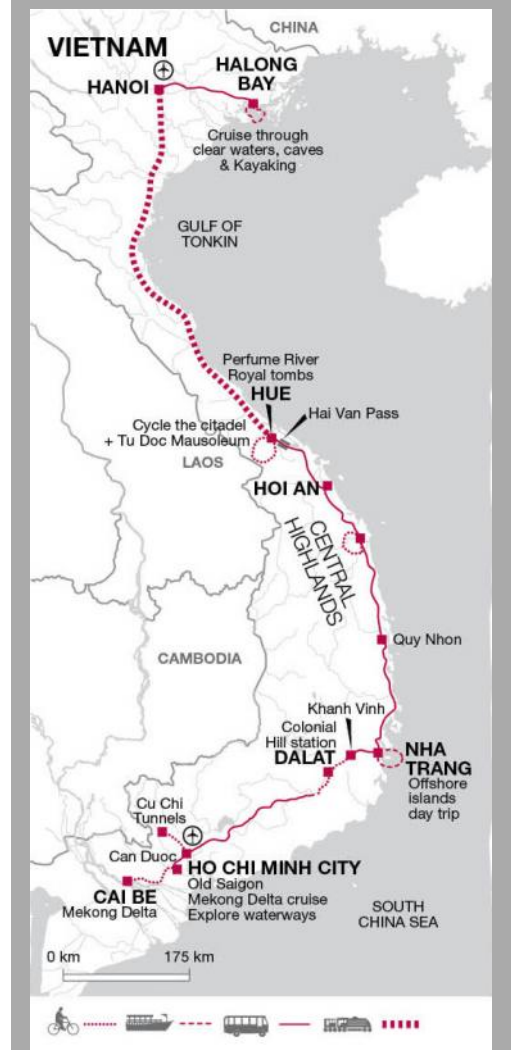 CHINA
VIETNAM
HANOI
HALONG
BAY
Cruise through
clear waters, caves
& Kayaking
GULF OF
TONKIN
Perfume River
Royal tombs
HUE
Hai Van Pass
Cycle the citadel
+ Tu Doc Mausoleum
LAOS
HOI AN
CENTRAL
HIGHLANDS
Quy Nhon
CAMBODIA
Khanh Vinh
Colonial
Hill station
DALAT
NHA
TRANG
Offshore
islands
day trip
Cu Chi
Tunnels
Can Duoc
HO CHI MINH CITY
Old Saigon
Mekong Delta cruise
Explore waterways
CAI BE
Mekong Delta
SOUTH
CHINA SEA
0 km 175 km